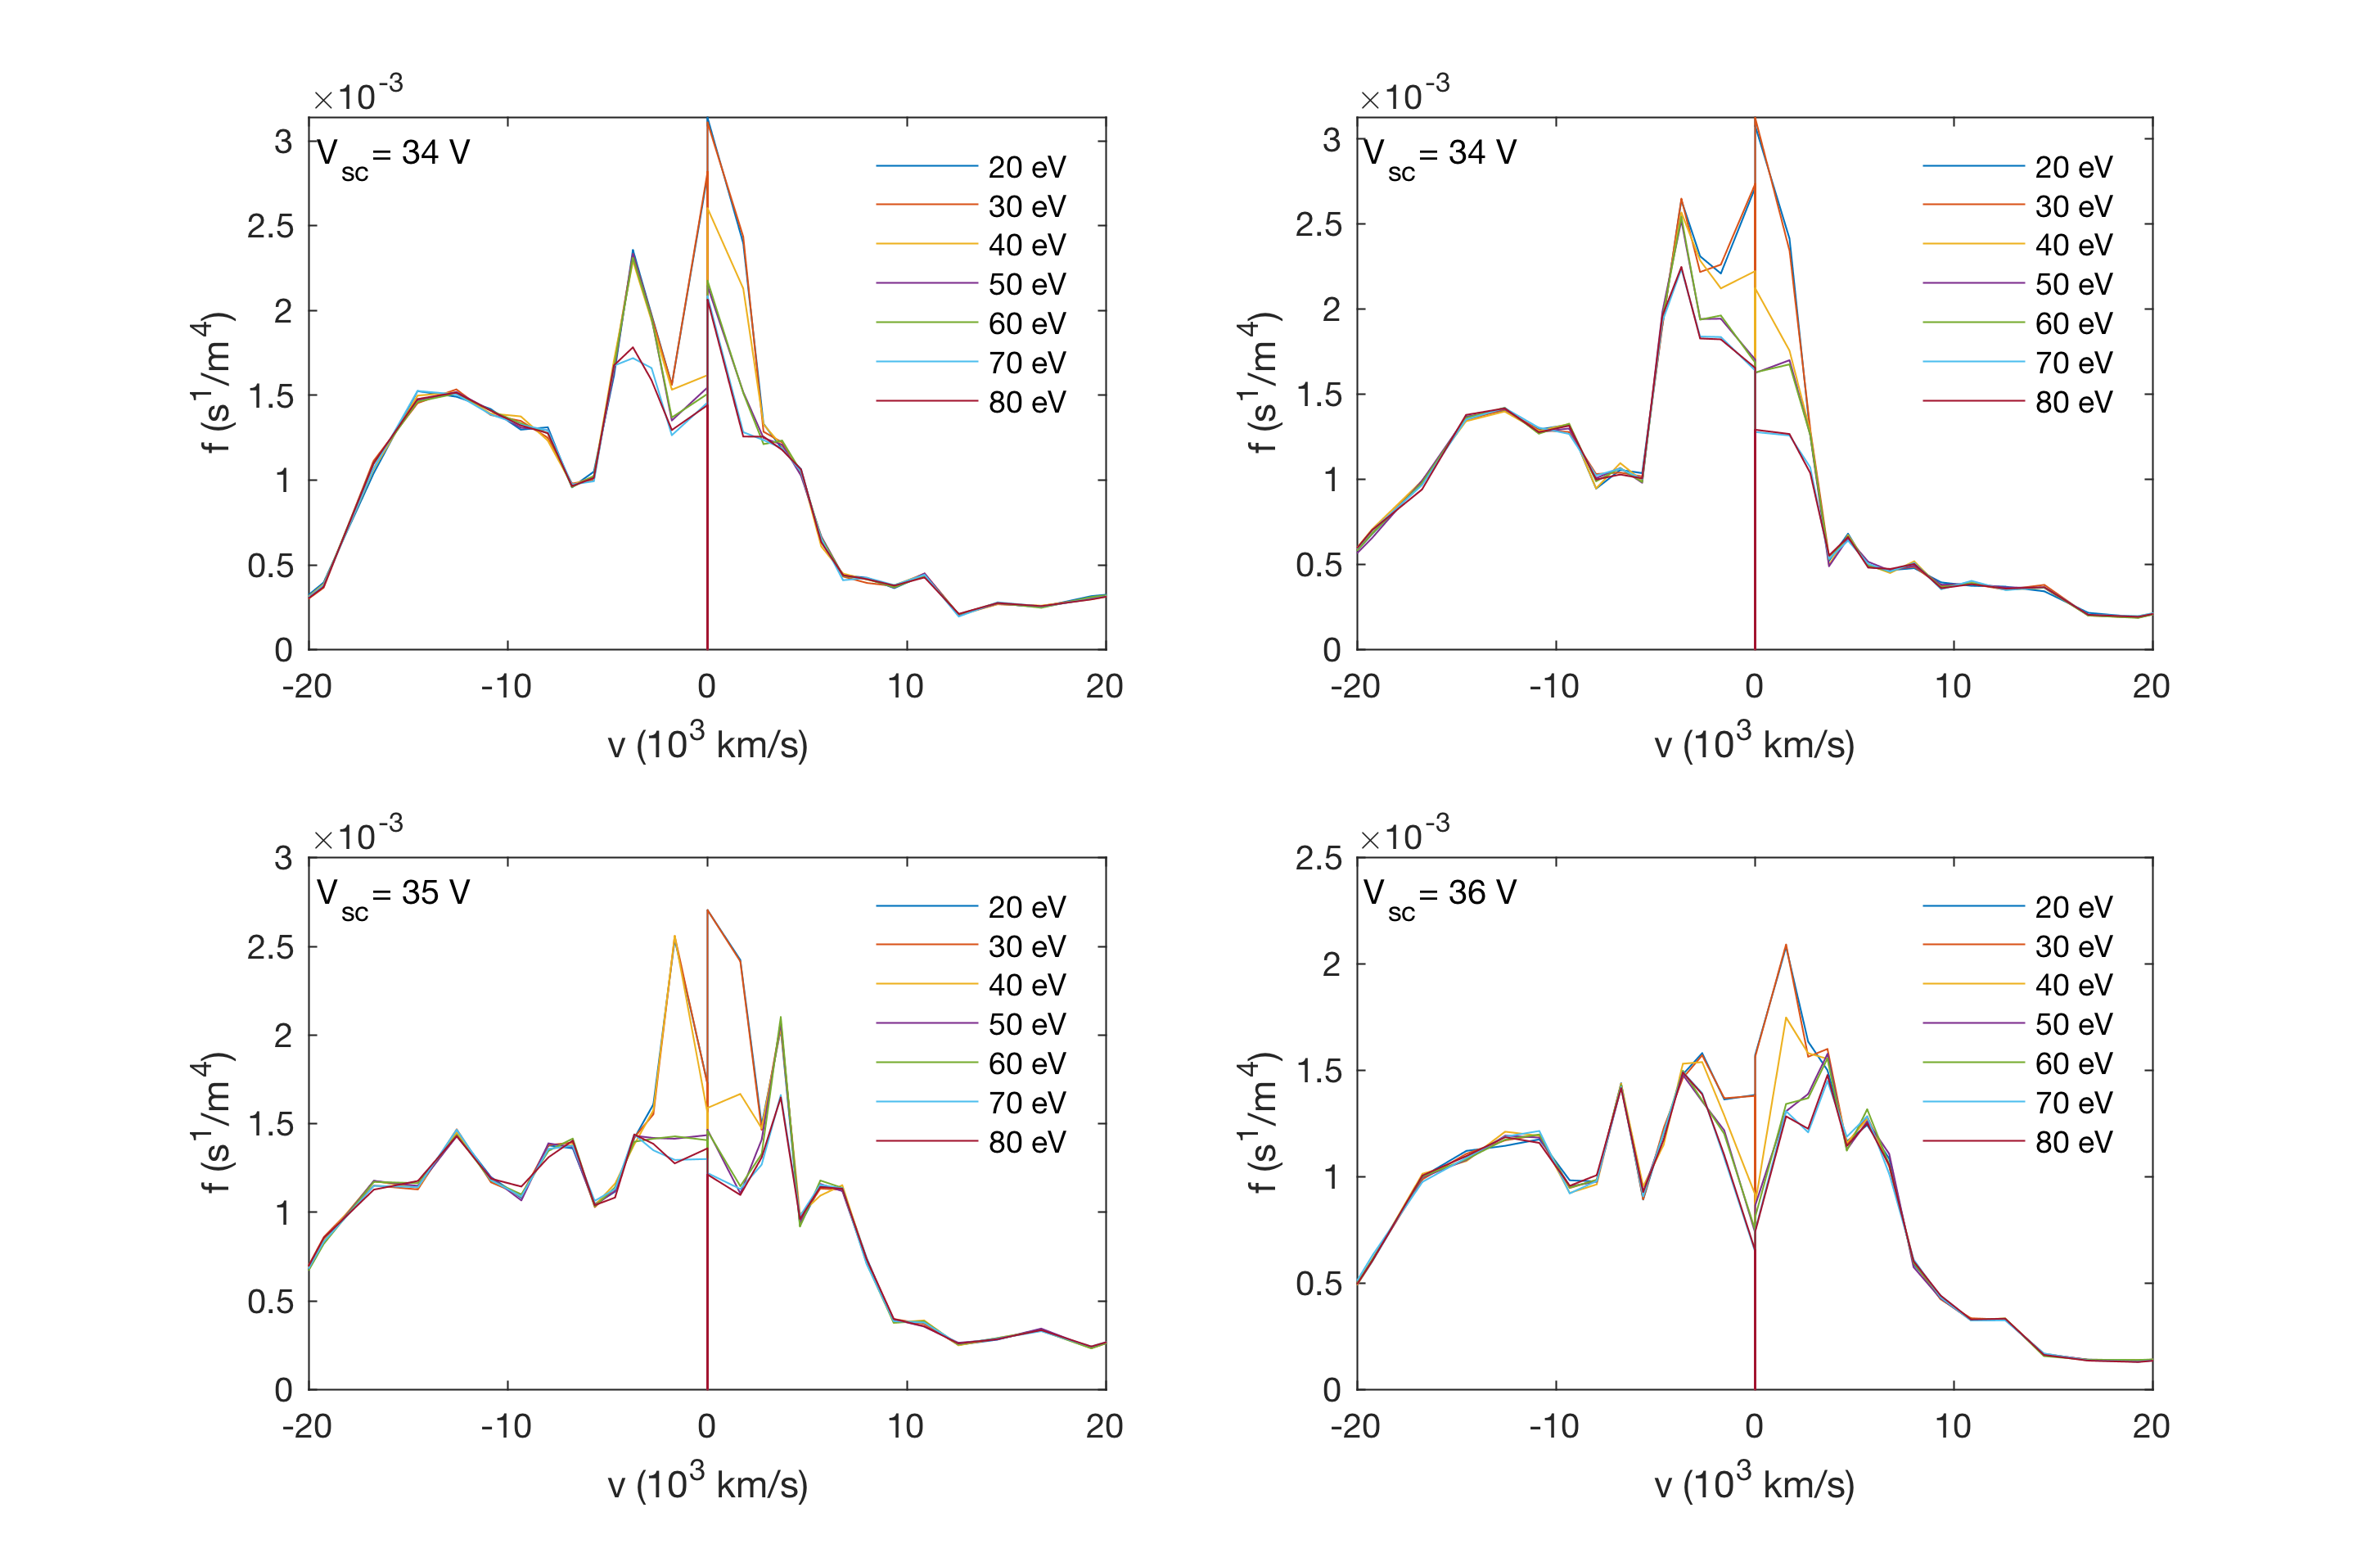 ×10⁻³
V_sc = 34 V
20 eV
30 eV
40 eV
50 eV
60 eV
70 eV
80 eV
3
2.5
2
1.5
1
0.5
0
f (s¹/m⁴)
-20 -10 0 10 20
v (10³ km/s)
×10⁻³
V_sc = 34 V
20 eV
30 eV
40 eV
50 eV
60 eV
70 eV
80 eV
3
2.5
2
1.5
1
0.5
0
f (s¹/m⁴)
-20 -10 0 10 20
v (10³ km/s)
×10⁻³
V_sc = 35 V
20 eV
30 eV
40 eV
50 eV
60 eV
70 eV
80 eV
3
2.5
2
1.5
1
0.5
0
f (s¹/m⁴)
-20 -10 0 10 20
v (10³ km/s)
×10⁻³
V_sc = 36 V
20 eV
30 eV
40 eV
50 eV
60 eV
70 eV
80 eV
2.5
2
1.5
1
0.5
0
f (s¹/m⁴)
-20 -10 0 10 20
v (10³ km/s)